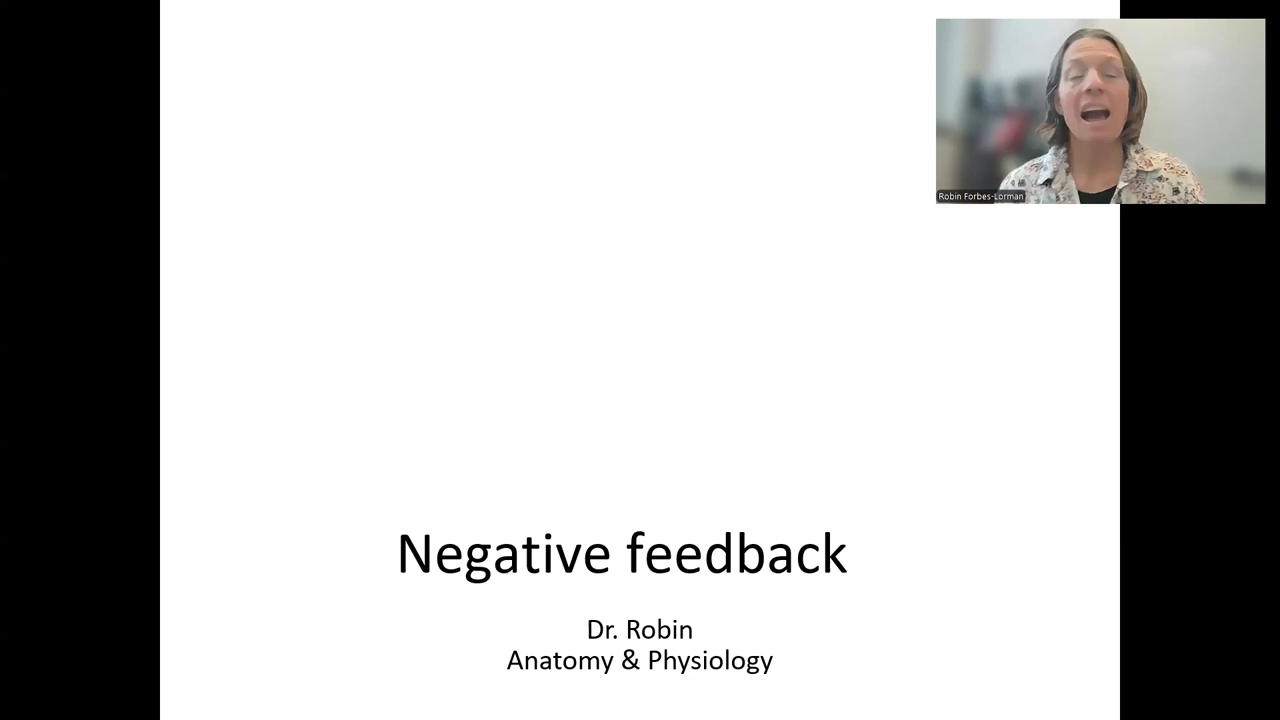 Robin Forbes-Lorman
Negative feedback
Dr. Robin
Anatomy & Physiology